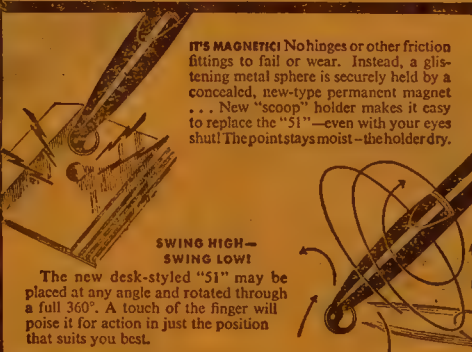 IT'S MAGNETIC! No hinges or other friction
fittings to fail or wear. Instead, a glis-
tening metal sphere is securely held by a
concealed, new-type permanent magnet
. . . New "scoop" holder makes it easy
to replace the "51"—even with your eyes
shut! The point stays moist—the holder dry.
SWING HIGH—
SWING LOW!
The new desk-styled "51" may be
placed at any angle and rotated through
a full 360°. A touch of the finger will
poise it for action in just the position
that suits you best.